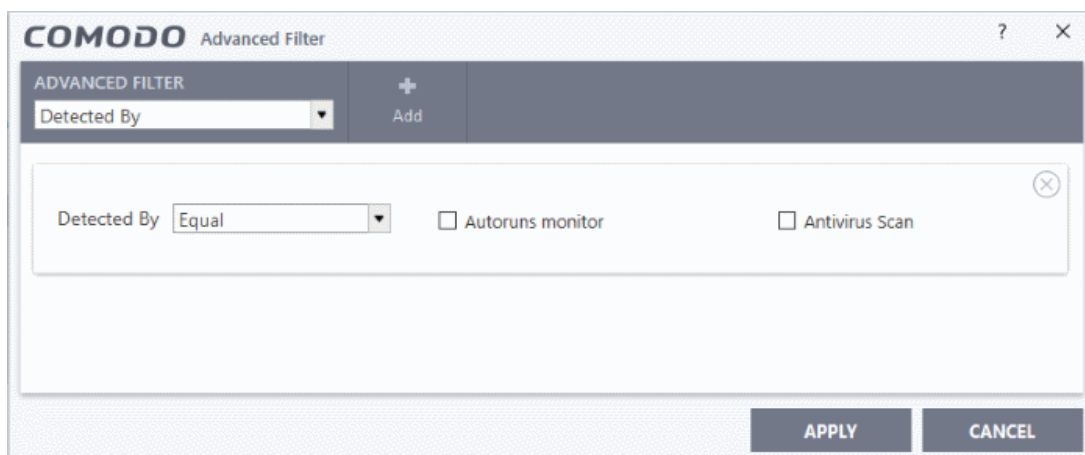 COMODO Advanced Filter ?
ADVANCED FILTER
Detected By
Add
Detected By Equal Autoruns monitor Antivirus Scan
APPLY CANCEL